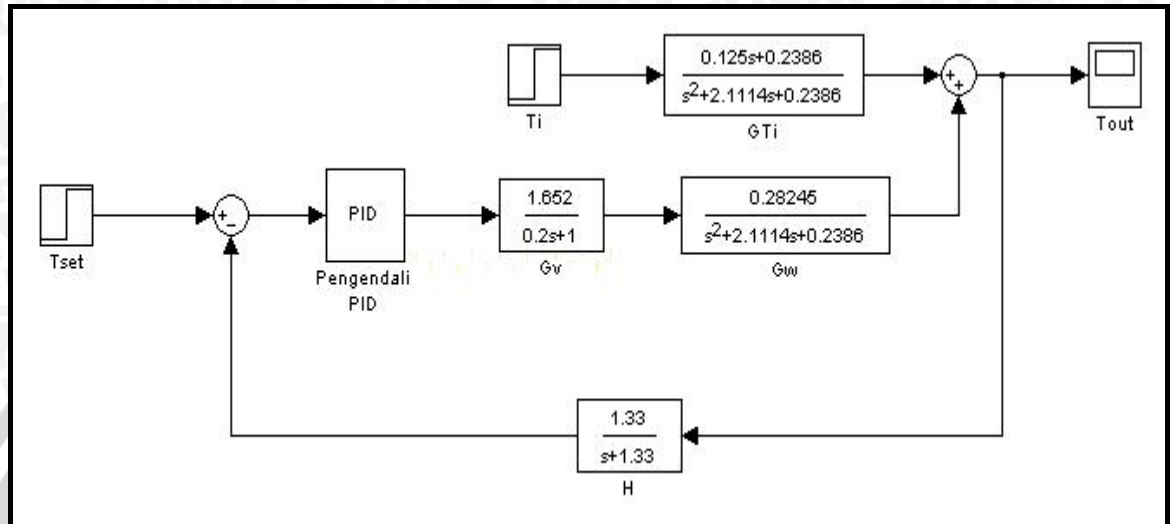 0.125s+0.2386
s2+2.1114s+0.2386
GTi
Ti
Tout
Tset
PID
Pengendali
PID
1.652
0.2s+1
Gv
0.28245
s2+2.1114s+0.2386
Gw
1.33
s+1.33
H